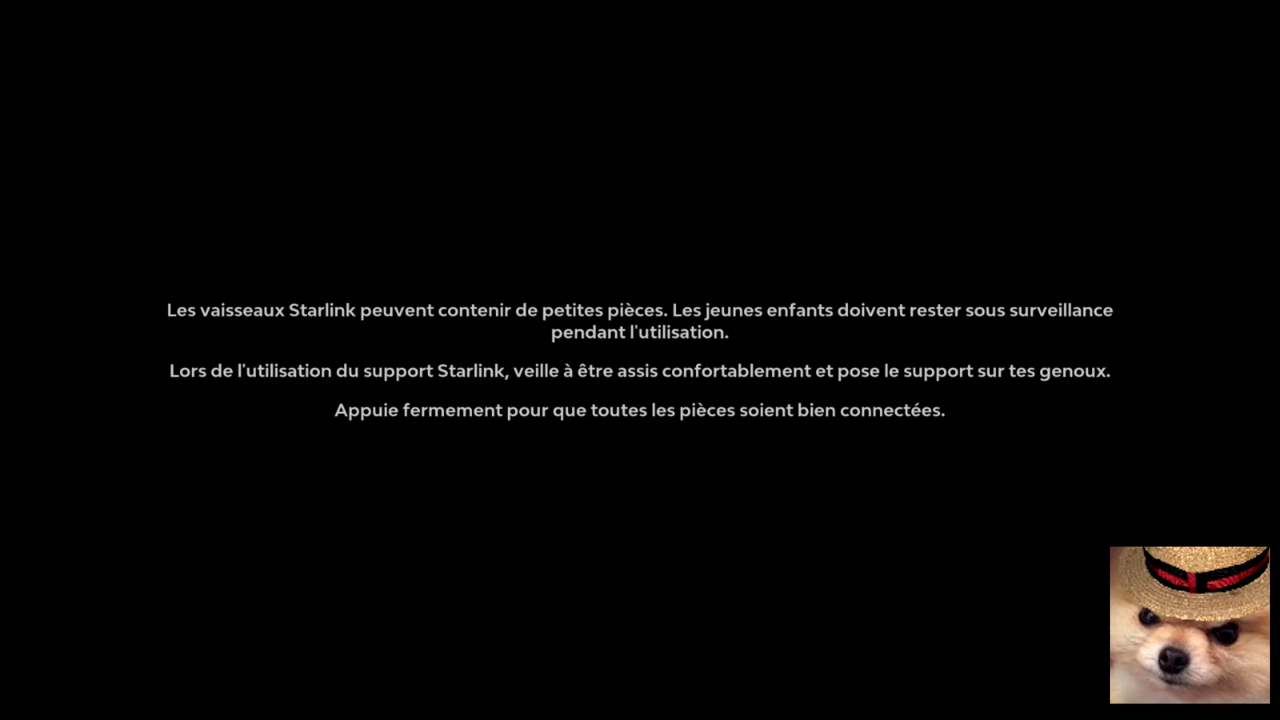 Les vaisseaux Starlink peuvent contenir de petites pièces. Les jeunes enfants doivent rester sous surveillance
pendant l'utilisation.
Lors de l'utilisation du support Starlink, veille à être assis confortablement et pose le support sur tes genoux.
Appuie fermement pour que toutes les pièces soient bien connectées.